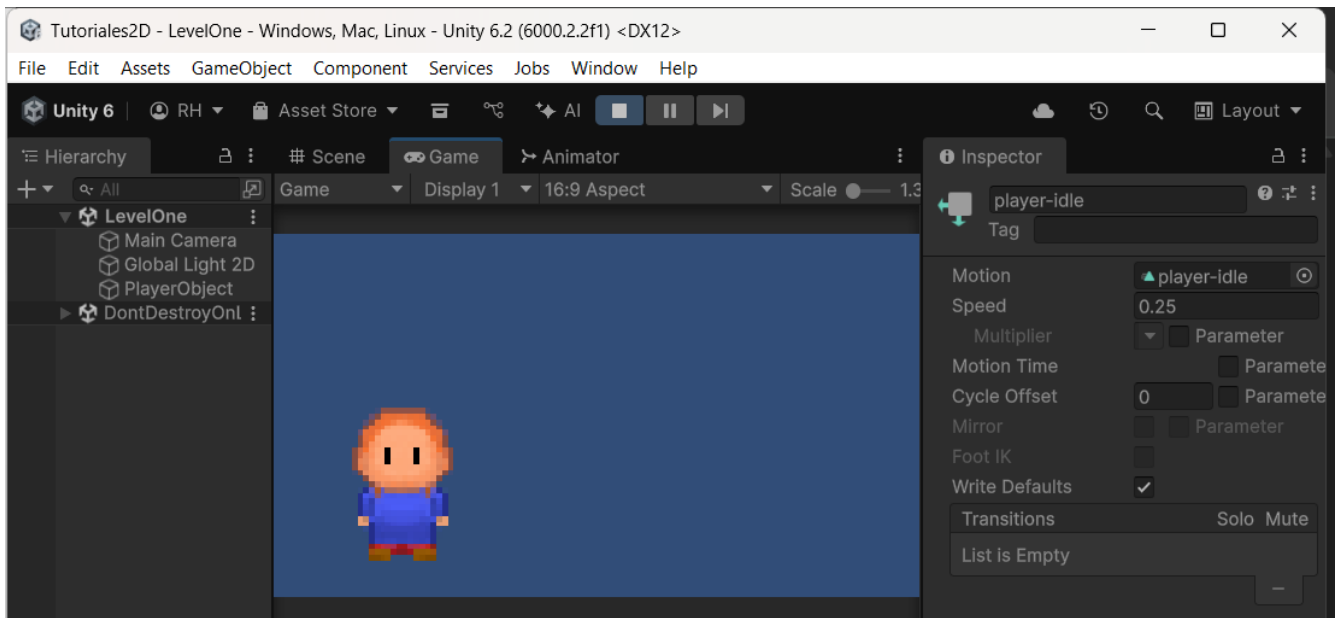 Tutoriales2D - LevelOne - Windows, Mac, Linux - Unity 6.2 (6000.2.2f1) <DX12>
File Edit Assets GameObject Component Services Jobs Window Help
Unity 6 RH Asset Store AI Layout
Hierarchy
All
LevelOne
Main Camera
Global Light 2D
PlayerObject
DontDestroyOnl
Scene Game Animator
Game Display 1 16:9 Aspect Scale 1.3
Inspector
player-idle
Tag
Motion player-idle
Speed 0.25
Multiplier Parameter
Motion Time Paramete
Cycle Offset 0 Paramete
Mirror Parameter
Foot IK
Write Defaults
Transitions Solo Mute
List is Empty